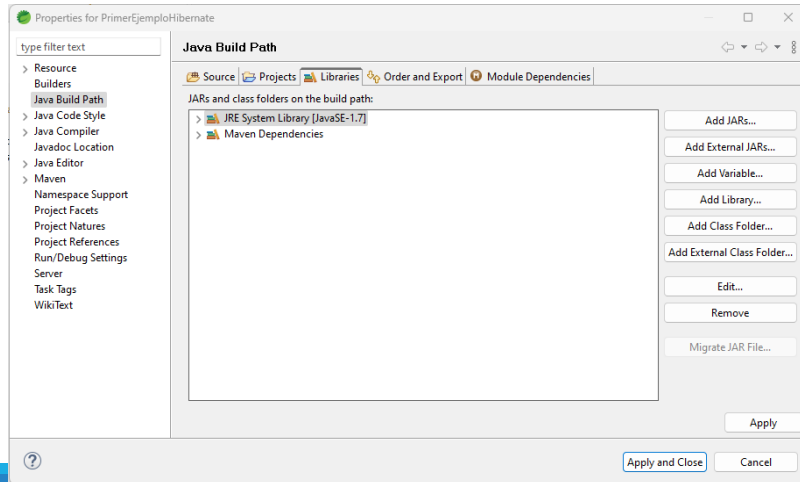 Properties for PrimerEjemploHibernate
type filter text
Resource
Builders
Java Build Path
Java Code Style
Java Compiler
Javadoc Location
Java Editor
Maven
Namespace Support
Project Facets
Project Natures
Project References
Run/Debug Settings
Server
Task Tags
WikiText
Java Build Path
Source Projects Libraries Order and Export Module Dependencies
JARs and class folders on the build path:
JRE System Library [JavaSE-1.7]
Maven Dependencies
Add JARs...
Add External JARs...
Add Variable...
Add Library...
Add Class Folder...
Add External Class Folder...
Edit...
Remove
Migrate JAR File...
Apply
Apply and Close Cancel